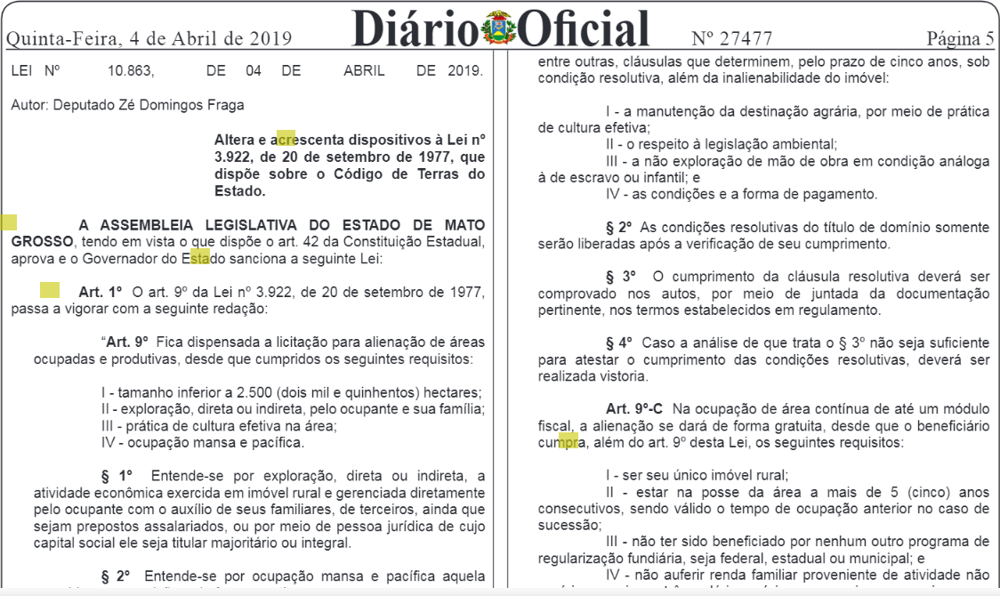 Quinta-Feira, 4 de Abril de 2019
Diário Oficial
Nº 27477
Página 5
LEI Nº 10.863, DE 04 DE ABRIL DE 2019.
Autor: Deputado Zé Domingos Fraga
Altera e acrescenta dispositivos à Lei nº
3.922, de 20 de setembro de 1977, que
dispõe sobre o Código de Terras do
Estado.
A ASSEMBLEIA LEGISLATIVA DO ESTADO DE MATO
GROSSO, tendo em vista o que dispõe o art. 42 da Constituição Estadual,
aprova e o Governador do Estado sanciona a seguinte Lei:
Art. 1º O art. 9º da Lei nº 3.922, de 20 de setembro de 1977,
passa a vigorar com a seguinte redação:
“Art. 9º Fica dispensada a licitação para alienação de áreas
ocupadas e produtivas, desde que cumpridos os seguintes requisitos:
I - tamanho inferior a 2.500 (dois mil e quinhentos) hectares;
II - exploração, direta ou indireta, pelo ocupante e sua família;
III - prática de cultura efetiva na área;
IV - ocupação mansa e pacífica.
§ 1º Entende-se por exploração, direta ou indireta, a
atividade econômica exercida em imóvel rural e gerenciada diretamente
pelo ocupante com o auxílio de seus familiares, de terceiros, ainda que
sejam prepostos assalariados, ou por meio de pessoa jurídica de cujo
capital social ele seja titular majoritário ou integral.
§ 2º Entende-se por ocupação mansa e pacífica aquela
entre outras, cláusulas que determinem, pelo prazo de cinco anos, sob
condição resolutiva, além da inalienabilidade do imóvel:
I - a manutenção da destinação agrária, por meio de prática
de cultura efetiva;
II - o respeito à legislação ambiental;
III - a não exploração de mão de obra em condição análoga
à de escravo ou infantil; e
IV - as condições e a forma de pagamento.
§ 2º As condições resolutivas do título de domínio somente
serão liberadas após a verificação de seu cumprimento.
§ 3º O cumprimento da cláusula resolutiva deverá ser
comprovado nos autos, por meio de juntada da documentação
pertinente, nos termos estabelecidos em regulamento.
§ 4º Caso a análise de que trata o § 3º não seja suficiente
para atestar o cumprimento das condições resolutivas, deverá ser
realizada vistoria.
Art. 9º-C Na ocupação de área contínua de até um módulo
fiscal, a alienação se dará de forma gratuita, desde que o beneficiário
cumpra, além do art. 9º desta Lei, os seguintes requisitos:
I - ser seu único imóvel rural;
II - estar na posse da área a mais de 5 (cinco) anos
consecutivos, sendo válido o tempo de ocupação anterior no caso de
sucessão;
III - não ter sido beneficiado por nenhum outro programa de
regularização fundiária, seja federal, estadual ou municipal; e
IV - não auferir renda familiar proveniente de atividade não